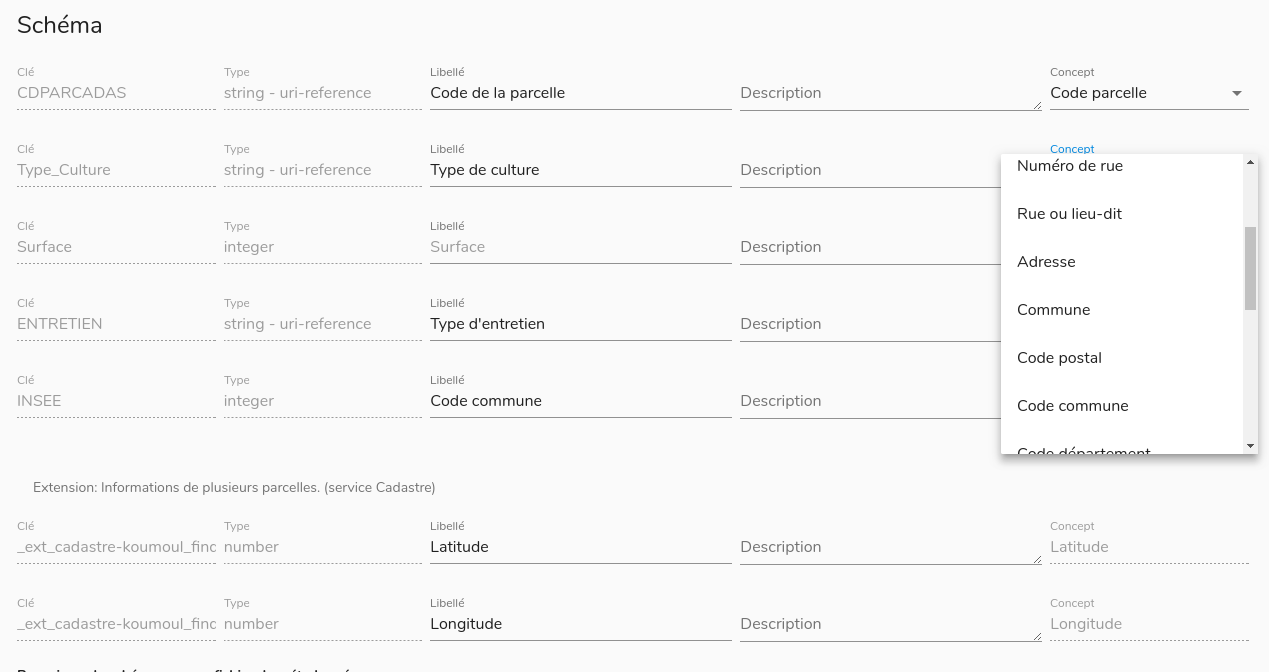 Schéma
Clé Type Libellé Concept
CDPARCADAS string - uri-reference Code de la parcelle Description Code parcelle
Clé Type Libellé Concept
Type_Culture string - uri-reference Type de culture Description
Numéro de rue
Rue ou lieu-dit
Clé Type Libellé
Surface integer Surface Description
Adresse
Clé Type Libellé
Commune
ENTRETIEN string - uri-reference Type d'entretien Description
Code postal
Clé Type Libellé
INSEE integer Code commune Description
Code commune
Code département
Extension: Informations de plusieurs parcelles. (service Cadastre)
Clé Type Libellé Concept
_ext_cadastre-koumoul_finc number Latitude Description Latitude
Clé Type Libellé Concept
_ext_cadastre-koumoul_finc number Longitude Description Longitude